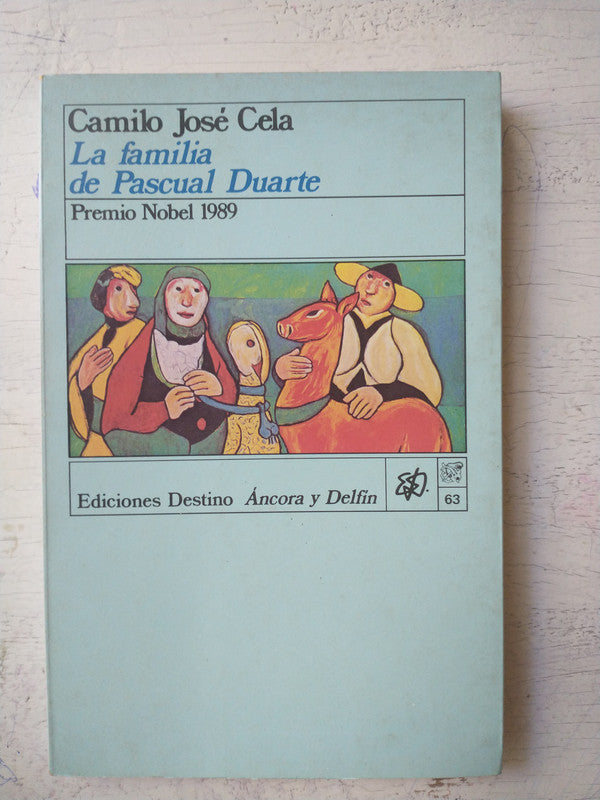 Camilo José Cela
La familia
de Pascual Duarte
Premio Nobel 1989
Ediciones Destino Áncora y Delfín
63